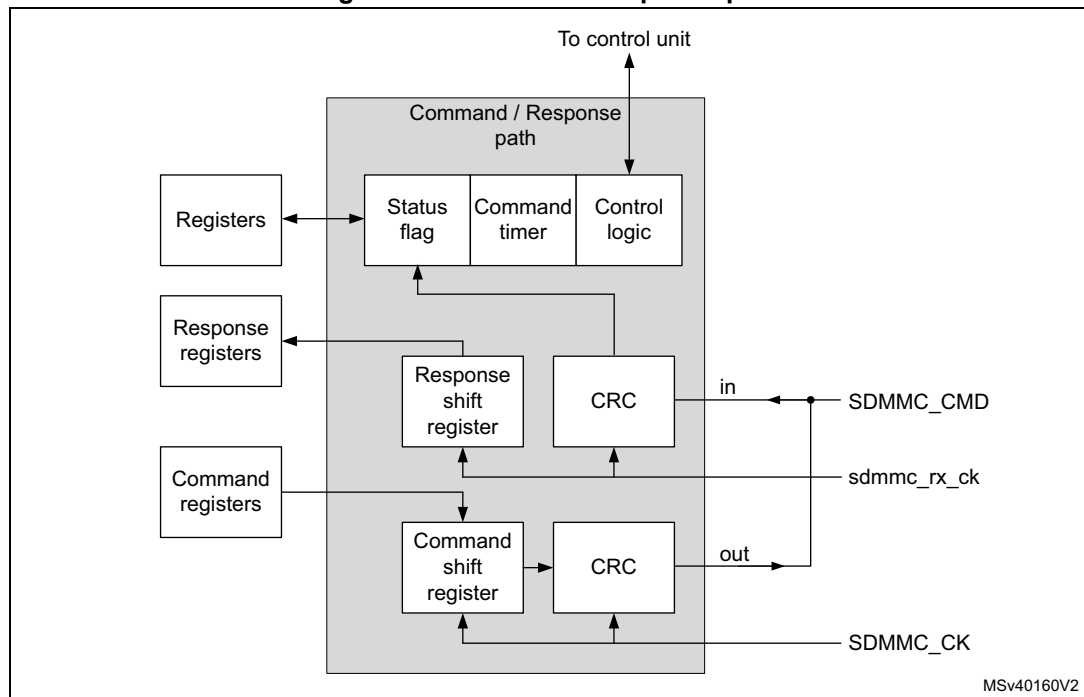 To control unit
Command / Response
path
Registers
Status
flag
Command
timer
Control
logic
Response
registers
Response
shift
register
CRC
in
SDMMC_CMD
sdmmc_rx_ck
Command
registers
Command
shift
register
CRC
out
SDMMC_CK
MSv40160V2